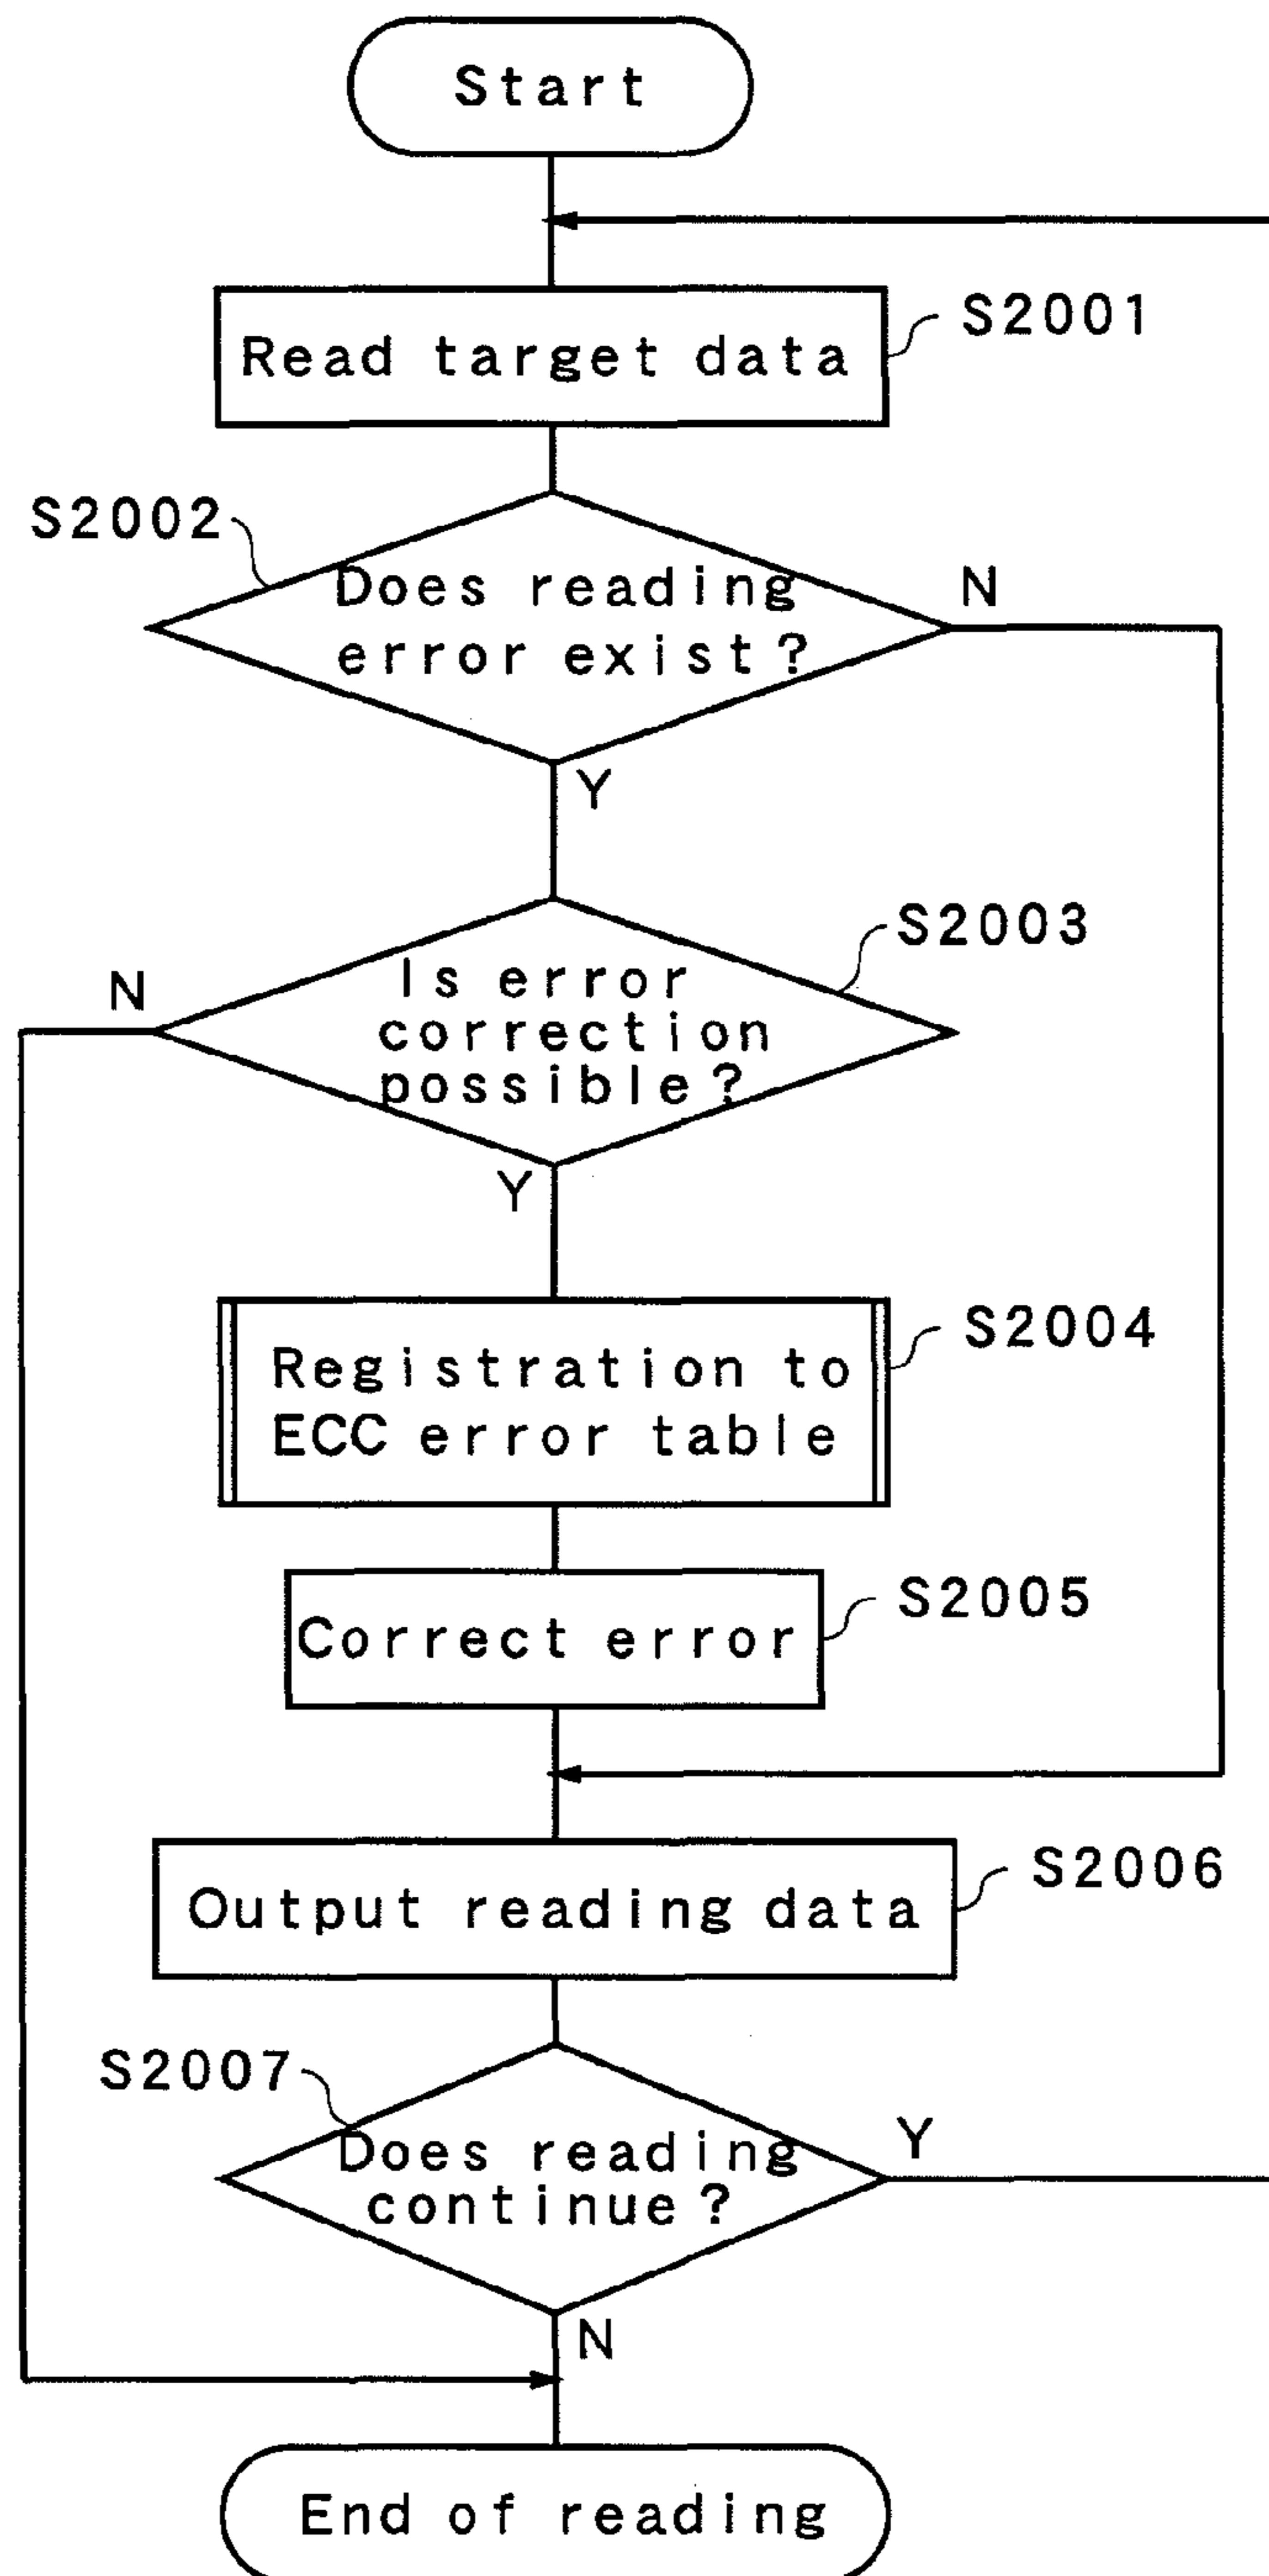 Start
Read target data
S2001
S2002
Does reading
error exist?
N
Y
S2003
Is error
correction
possible?
N
Y
Registration to
ECC error table
S2004
Correct error
S2005
Output reading data
S2006
S2007
Does reading
continue?
Y
N
End of reading